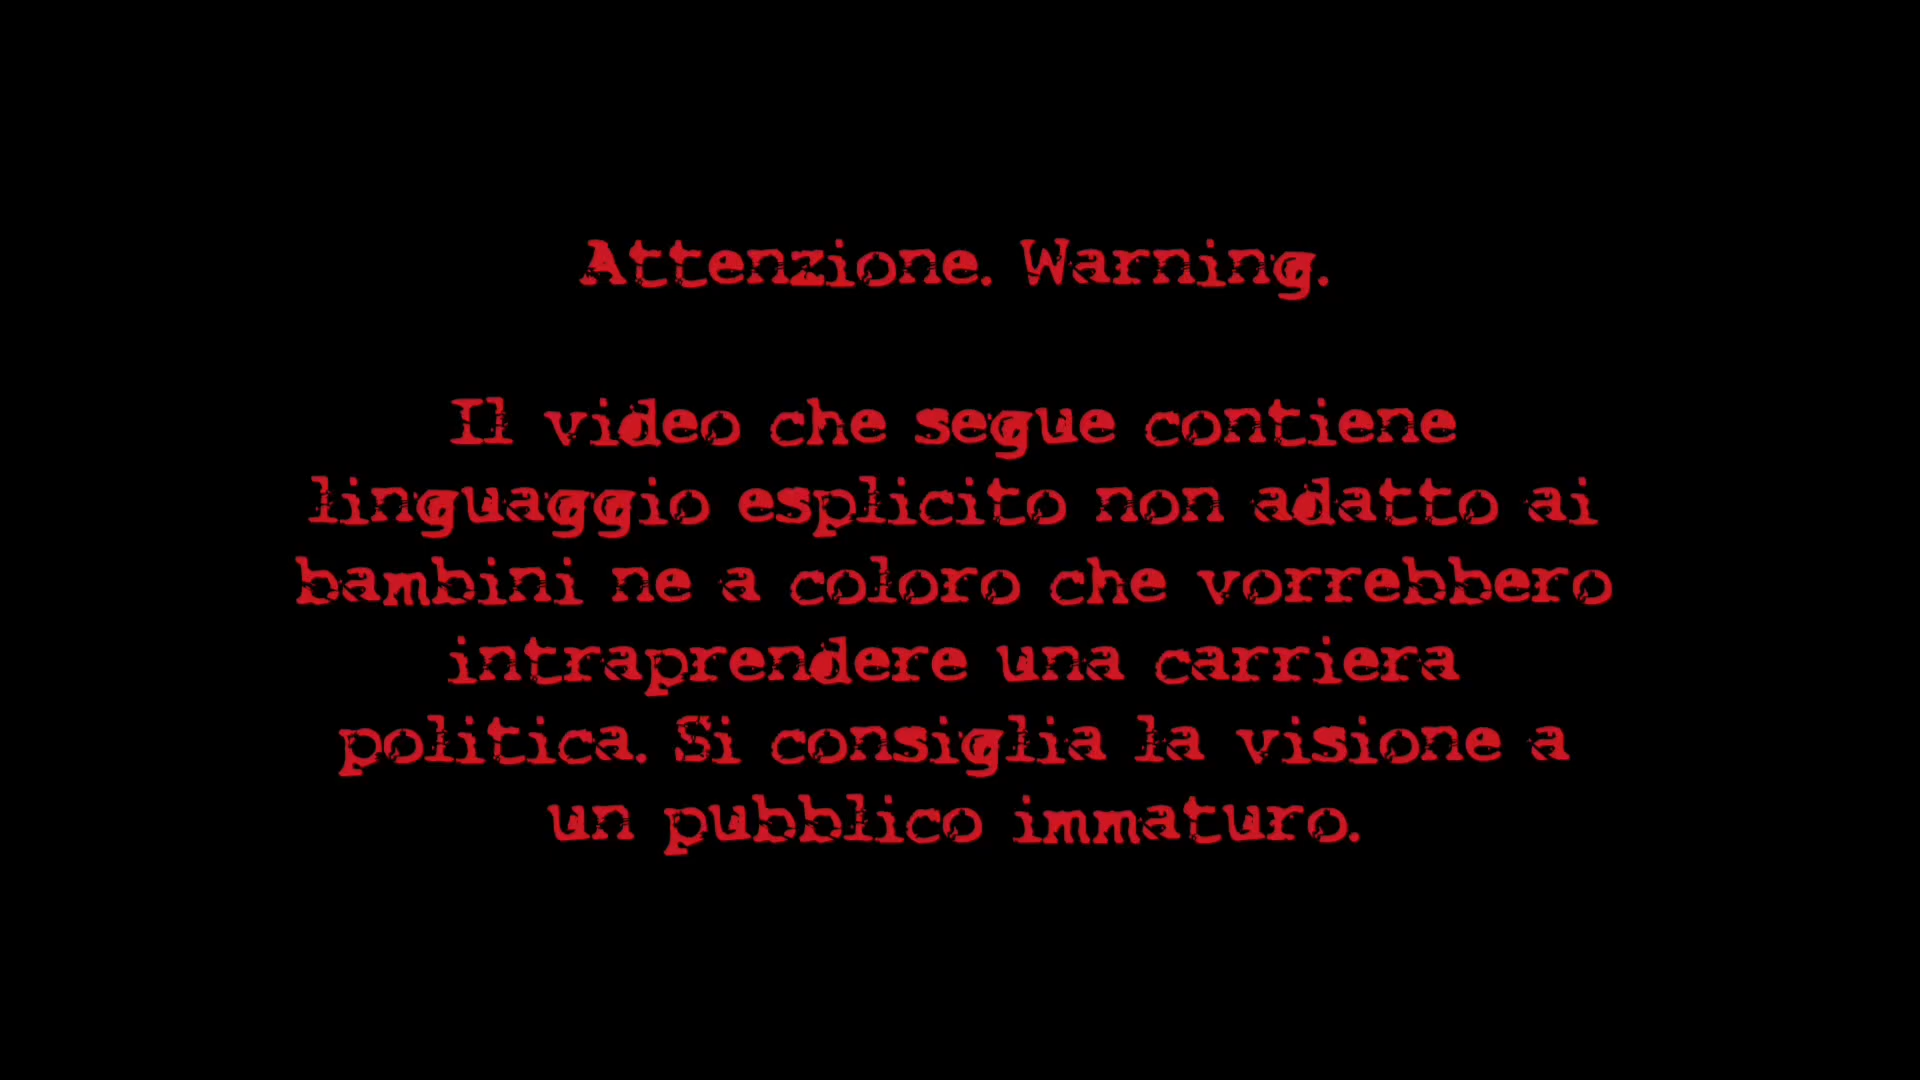 Attenzione. Warning.
Il video che segue contiene
linguaggio esplicito non adatto ai
bambini ne a coloro che vorrebbero
intraprendere una carriera
politica. Si consiglia la visione a
un pubblico immaturo.